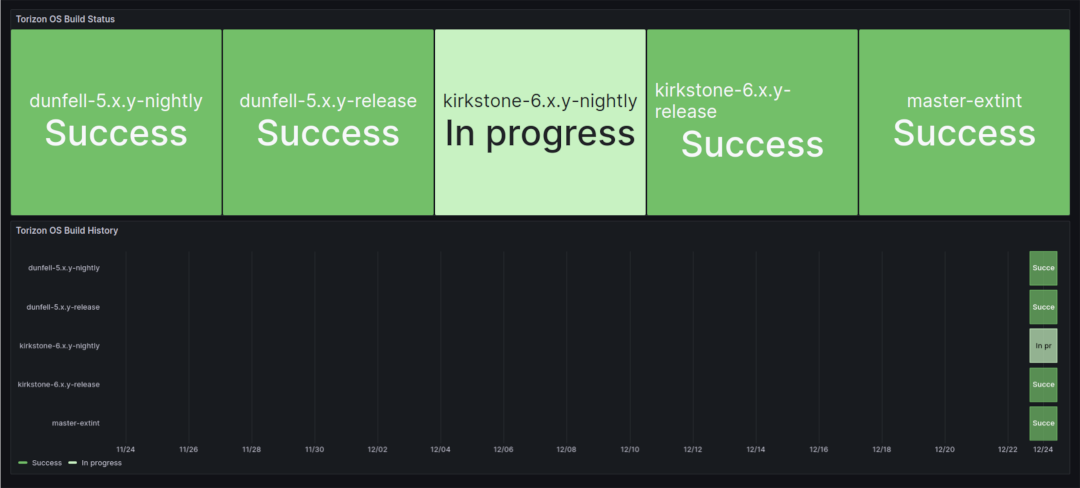 Torizon OS Build Status
dunfell-5.x.y-nightly
Success
dunfell-5.x.y-release
Success
kirkstone-6.x.y-nightly
In progress
kirkstone-6.x.y-
release
Success
master-extint
Success
Torizon OS Build History
dunfell-5.x.y-nightly
Succe
dunfell-5.x.y-release
Succe
kirkstone-6.x.y-nightly
In pr
kirkstone-6.x.y-release
Succe
master-extint
Succe
11/24 11/26 11/28 11/30 12/02 12/04 12/06 12/08 12/10 12/12 12/14 12/16 12/18 12/20 12/22 12/24
Success In progress